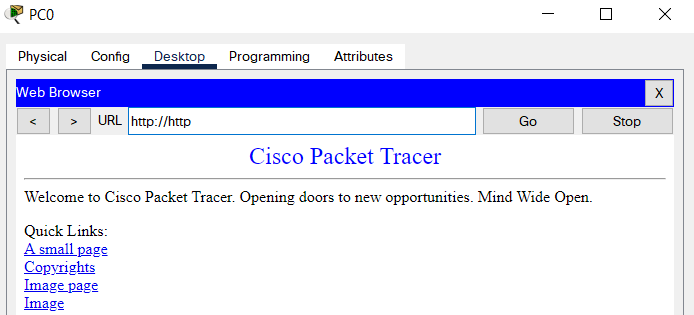 PC0
Physical Config Desktop Programming Attributes
Web Browser X
< > URL http://http Go Stop
Cisco Packet Tracer
Welcome to Cisco Packet Tracer. Opening doors to new opportunities. Mind Wide Open.
Quick Links:
A small page
Copyrights
Image page
Image